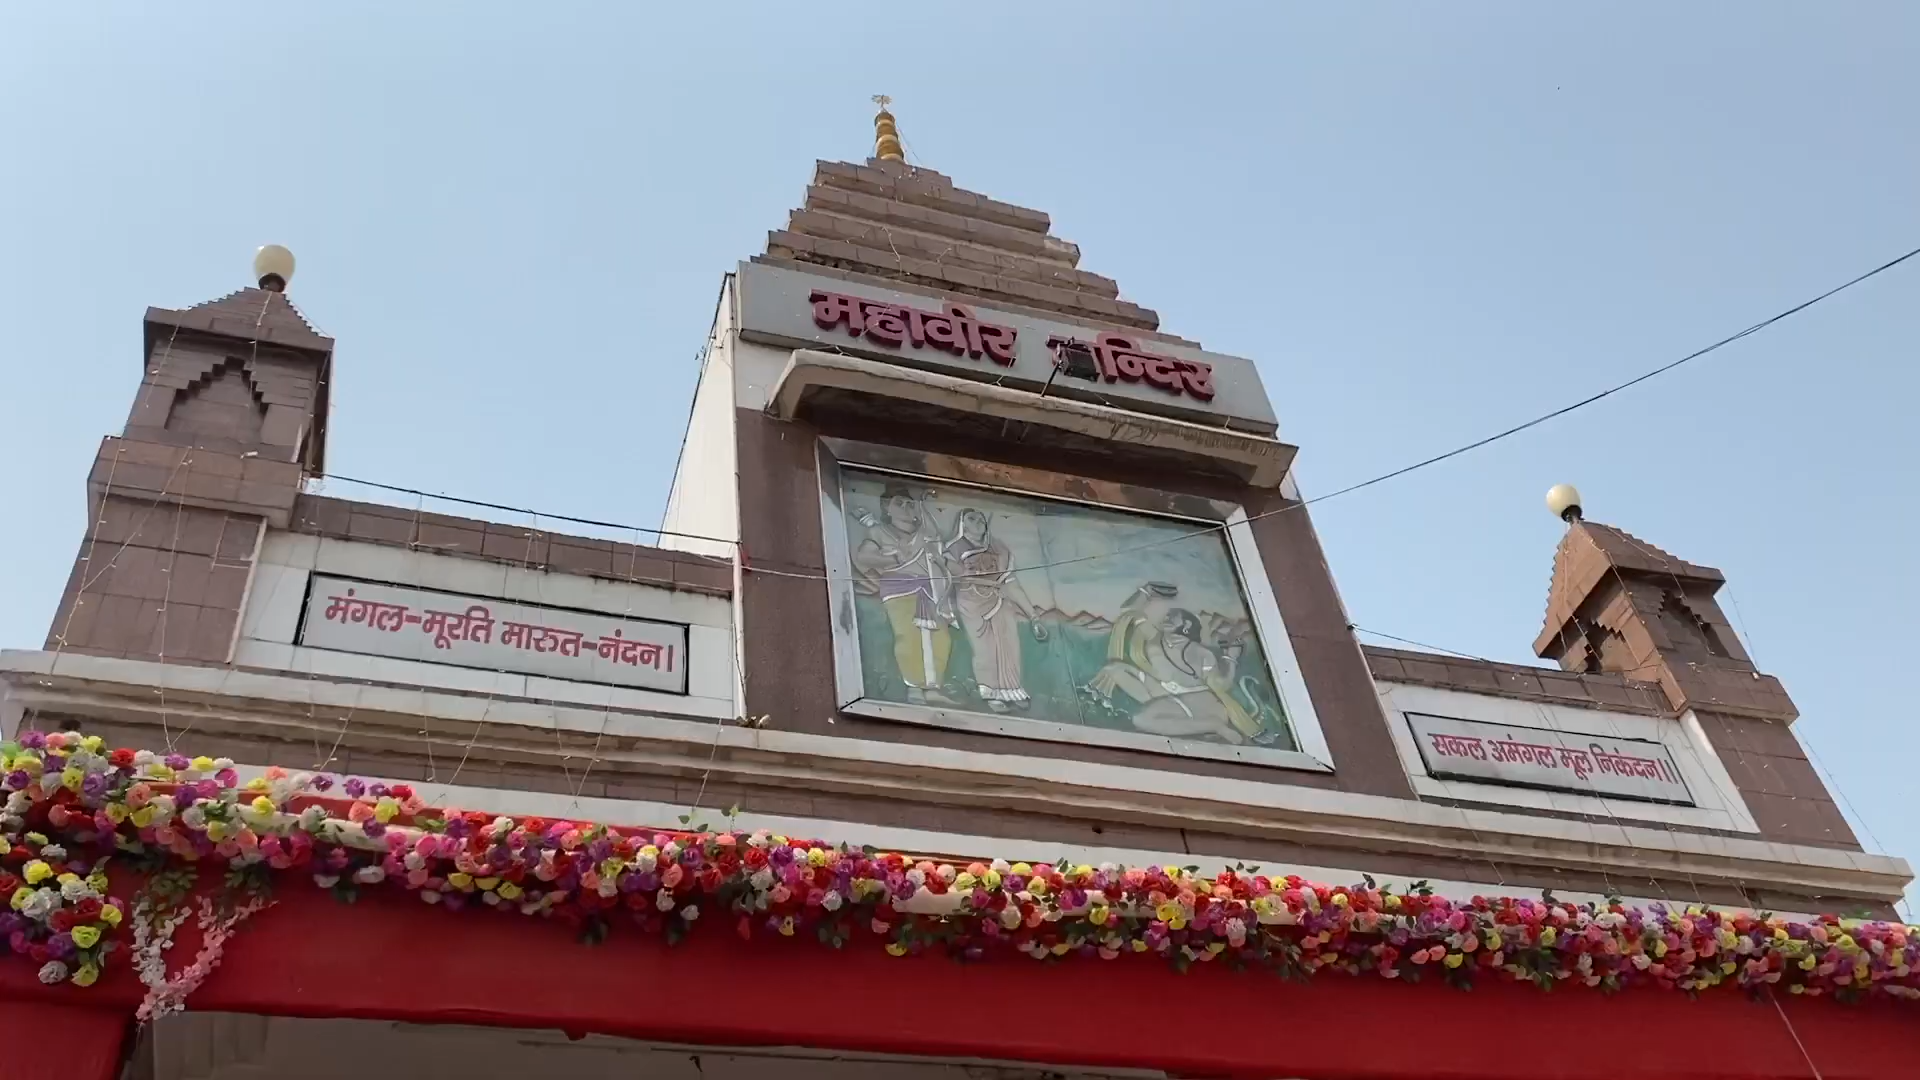 महावीर मन्दिर
मंगल-मूरति मारुत-नंदन।
सकल अमंगल मूल निकंदन।।